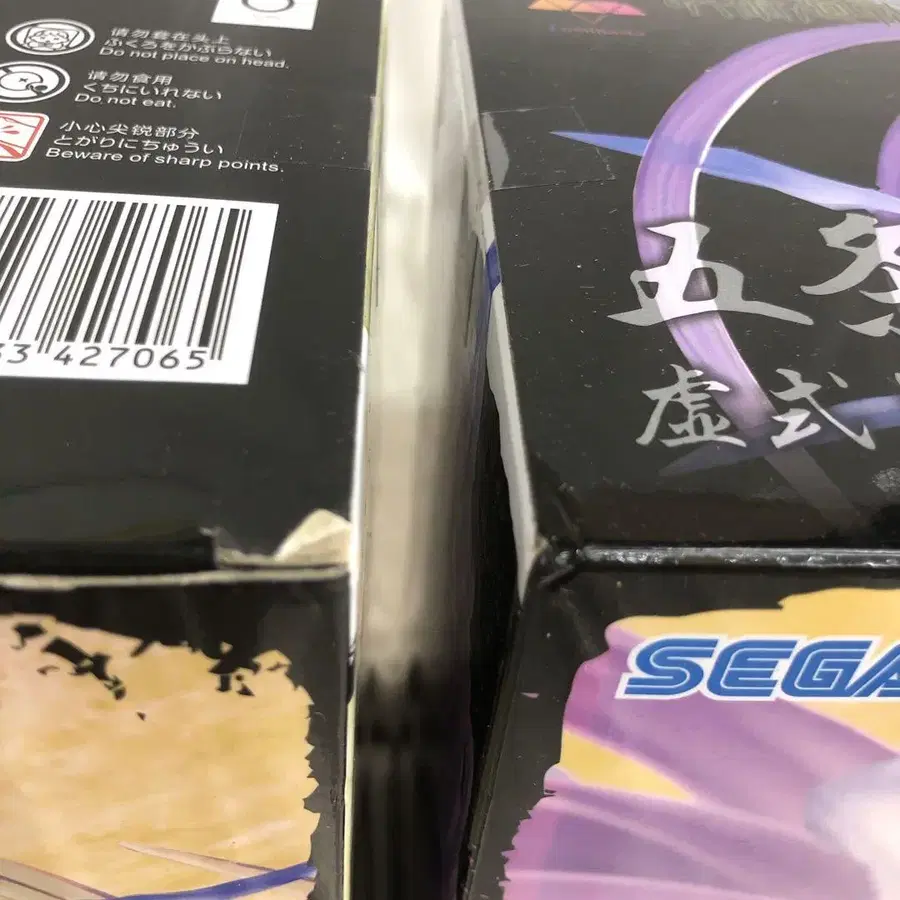 请勿套在头上
ふくろをかぶらない
Do not place on head.
请勿食用
くちにいれない
Do not eat.
小心尖锐部分
とがりにちゅうい
Beware of sharp points.
33 427065
五条
虚式
SEGA